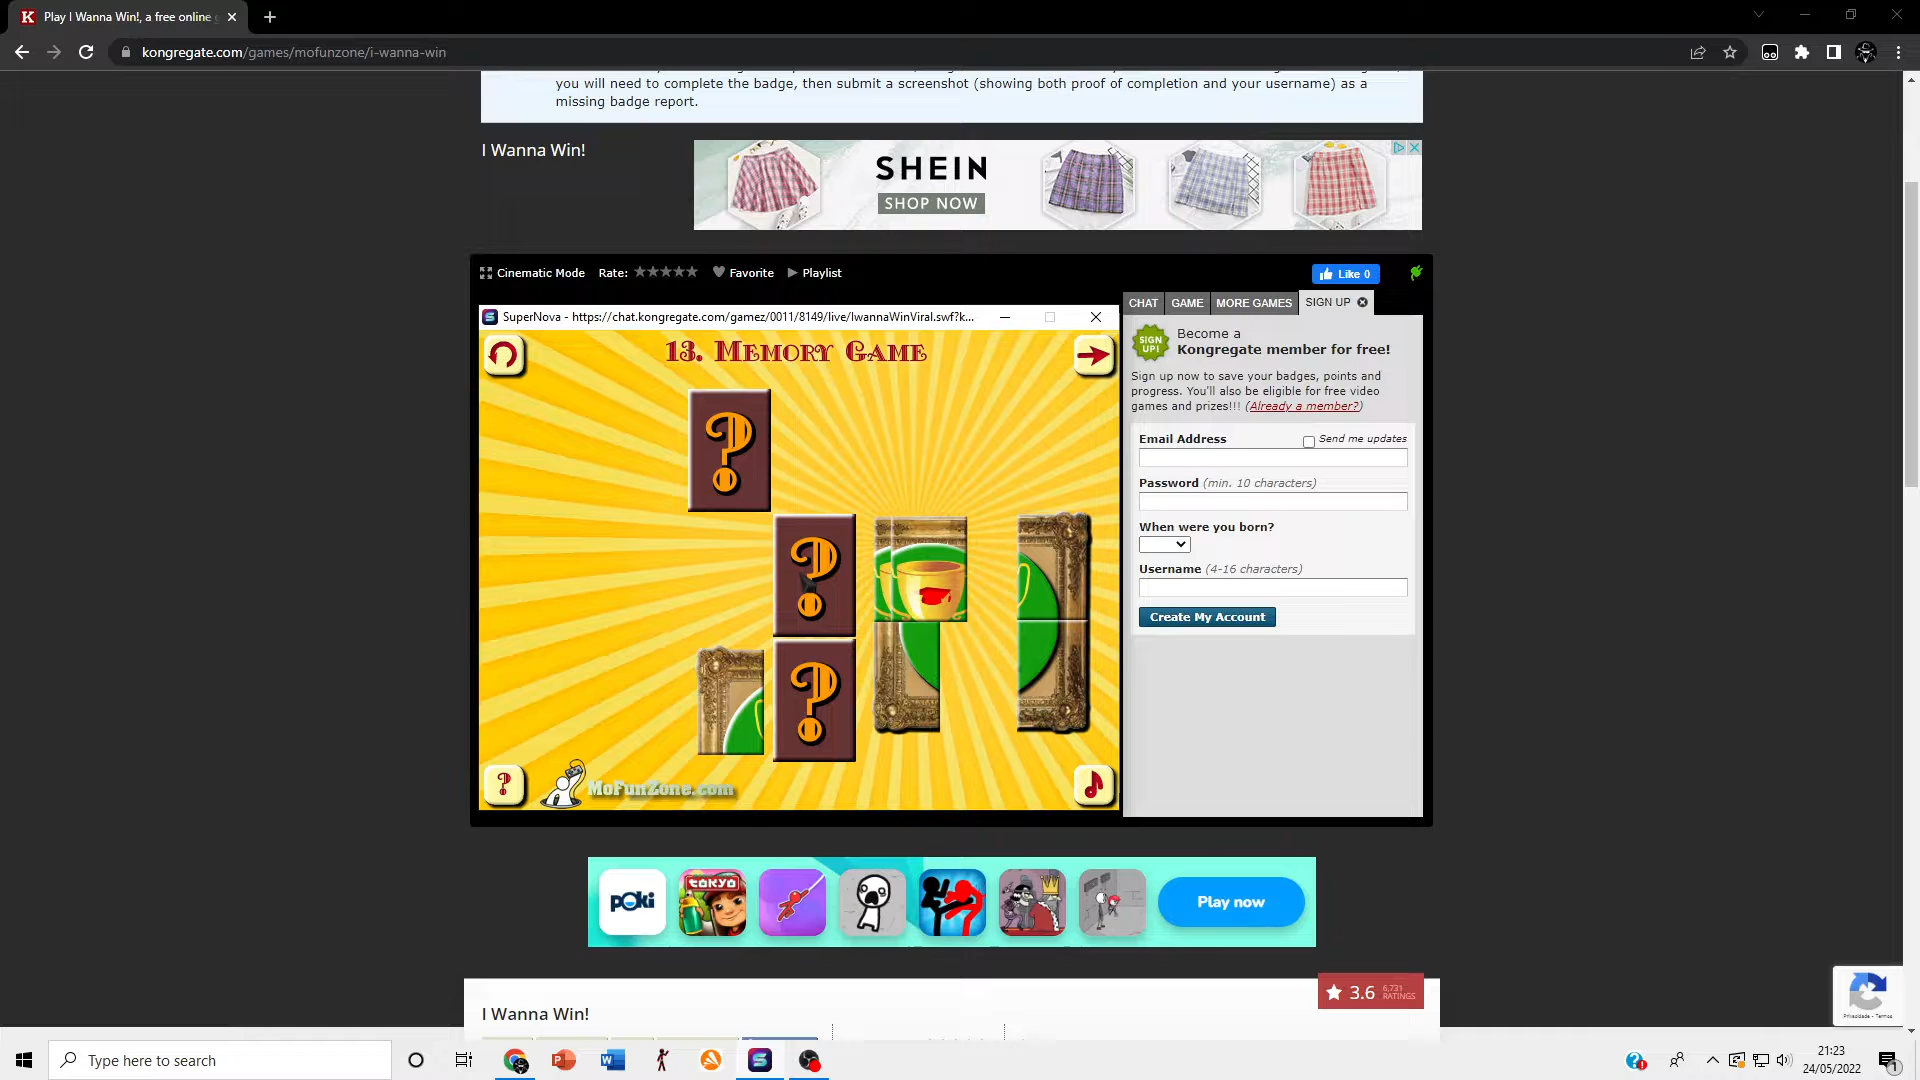 Play I Wanna Win!, a free online
kongregate.com/games/mofunzone/i-wanna-win
you will need to complete the badge, then submit a screenshot (showing both proof of completion and your username) as a
missing badge report.
I Wanna Win!
SHEIN
SHOP NOW
Cinematic Mode Rate: Favorite Playlist
Like 0
CHAT GAME MORE GAMES SIGN UP
SuperNova - https://chat.kongregate.com/gamez/0011/8149/live/IwannaWinViral.swf?k...
13. Memory Game
MoFunZone.com
SIGN UP!
Become a
Kongregate member for free!
Sign up now to save your badges, points and
progress. You'll also be eligible for free video
games and prizes!!! (Already a member?)
Email Address Send me updates
Password (min. 10 characters)
When were you born?
Username (4-16 characters)
Create My Account
POKI
TOKYO
Play now
3.6 6,731 RATINGS
I Wanna Win!
Privacidade - Termos
Type here to search
21:23
24/05/2022